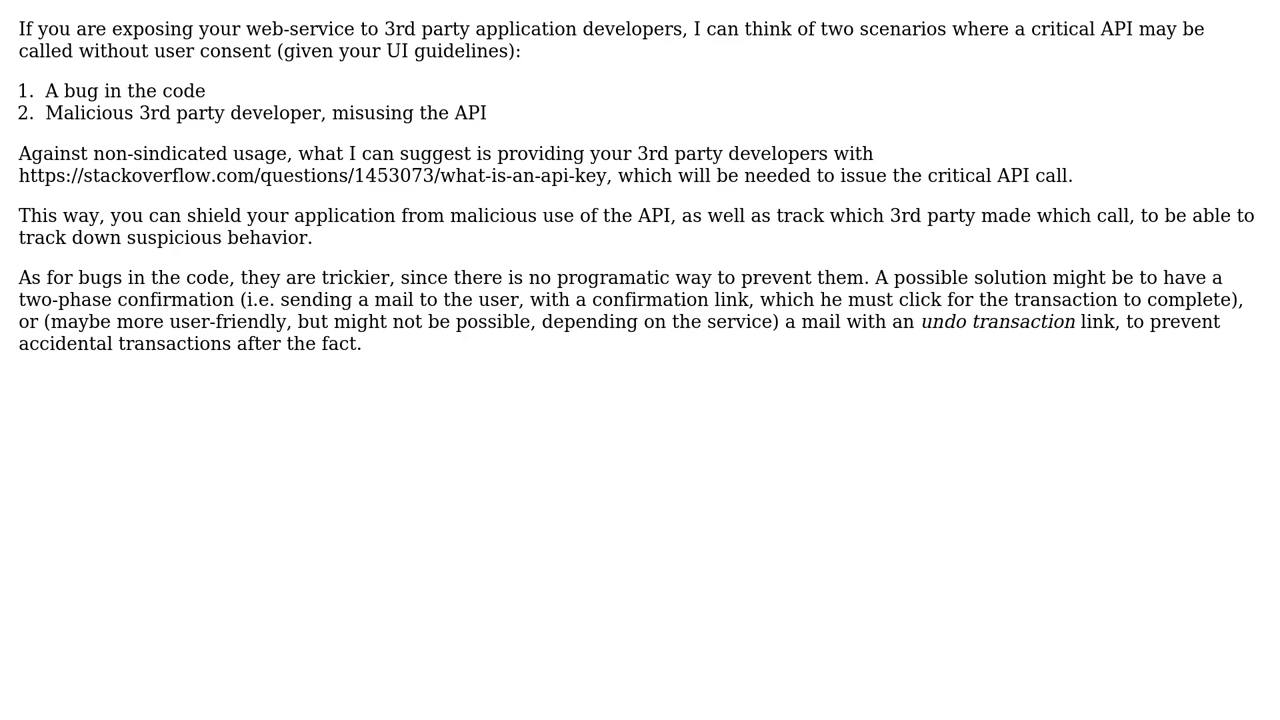 If you are exposing your web-service to 3rd party application developers, I can think of two scenarios where a critical API may be
called without user consent (given your UI guidelines):
1. A bug in the code
2. Malicious 3rd party developer, misusing the API
Against non-sindicated usage, what I can suggest is providing your 3rd party developers with
https://stackoverflow.com/questions/1453073/what-is-an-api-key, which will be needed to issue the critical API call.
This way, you can shield your application from malicious use of the API, as well as track which 3rd party made which call, to be able to
track down suspicious behavior.
As for bugs in the code, they are trickier, since there is no programatic way to prevent them. A possible solution might be to have a
two-phase confirmation (i.e. sending a mail to the user, with a confirmation link, which he must click for the transaction to complete),
or (maybe more user-friendly, but might not be possible, depending on the service) a mail with an undo transaction link, to prevent
accidental transactions after the fact.